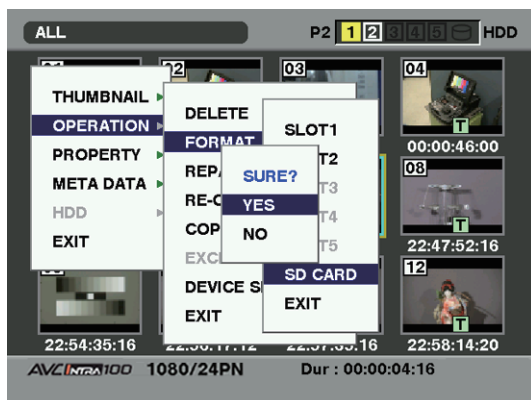 ALL P2 1 2 3 4 5 HDD
02 03 04
THUMBNAIL
OPERATION
PROPERTY
META DATA
HDD
EXIT
DELETE
FORMAT
EXIT
DEVICE
SLOT1
SD CARD
EXIT
SURE?
YES
NO
T
00:00:46:00
08
T
22:47:52:16
12
T
22:54:35:16
22:58:14:20
AVC INTRA 100 1080/24PN Dur : 00:00:04:16